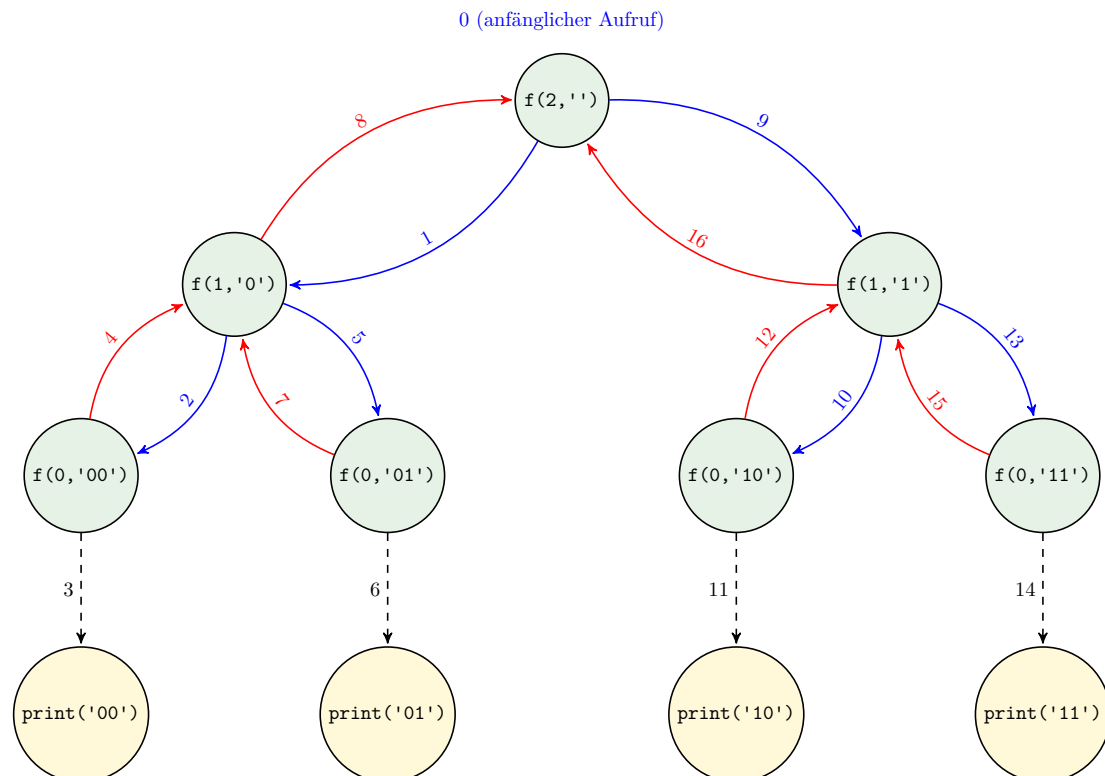 0 (anfänglicher Aufruf)
f(2,'')
8
9
1
16
f(1,'0')
f(1,'1')
4
5
12
13
2
7
10
15
f(0,'00')
f(0,'01')
f(0,'10')
f(0,'11')
3
6
11
14
print('00')
print('01')
print('10')
print('11')